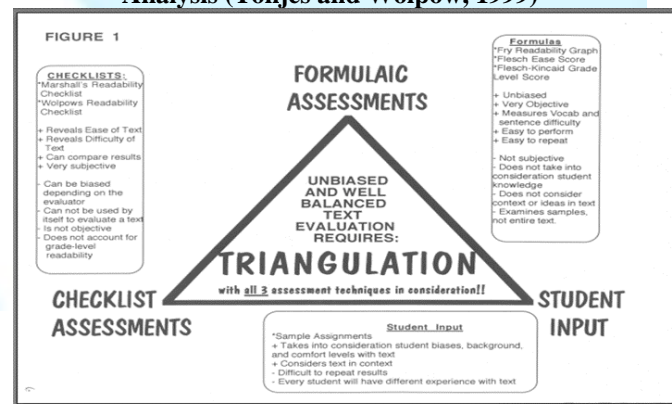 Analysis (Tonjes and Wolpow, 1999)
FIGURE 1
CHECKLISTS:
*Marshall's Readability
Checklist
*Wolpows Readability
Checklist
+ Reveals Ease of Text
+ Reveals Difficulty of
Text
+ Can compare results
+ Very subjective
- Can be biased
depending on the
evaluator
- Can not be used by
itself to evaluate a text
- Is not objective
- Does not account for
grade-level
readability
FORMULAIC
ASSESSMENTS
Formulas
*Fry Readability Graph
*Flesch Ease Score
*Flesch-Kincaid Grade
Level Score
+ Unbiased
+ Very Objective
+ Measures Vocab and
sentence difficulty
+ Easy to perform
+ Easy to repeat
- Not subjective
- Does not take into
consideration student
knowledge
- Does not consider
context or ideas in text
- Examines samples,
not entire text.
UNBIASED
AND WELL
BALANCED
TEXT
EVALUATION
REQUIRES:
TRIANGULATION
with all 3 assessment techniques in consideration!!
CHECKLIST
ASSESSMENTS
STUDENT
INPUT
Student Input
*Sample Assignments
+ Takes into consideration student biases, background,
and comfort levels with text
+ Considers text in context
- Difficult to repeat results
- Every student will have different experience with text